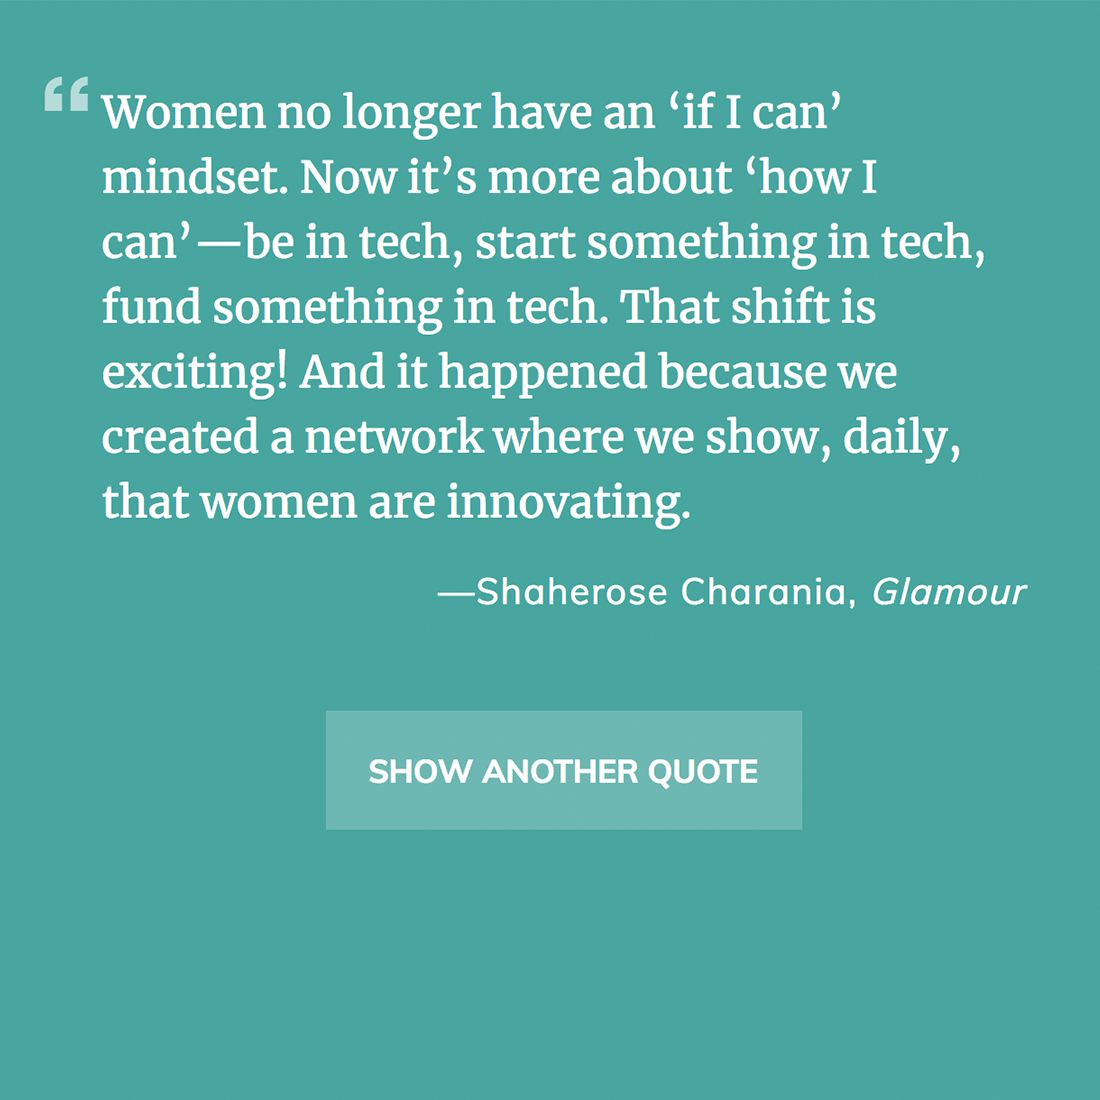 “Women no longer have an ‘if I can’
mindset. Now it’s more about ‘how I
can’—be in tech, start something in tech,
fund something in tech. That shift is
exciting! And it happened because we
created a network where we show, daily,
that women are innovating.
—Shaherose Charania, Glamour
SHOW ANOTHER QUOTE